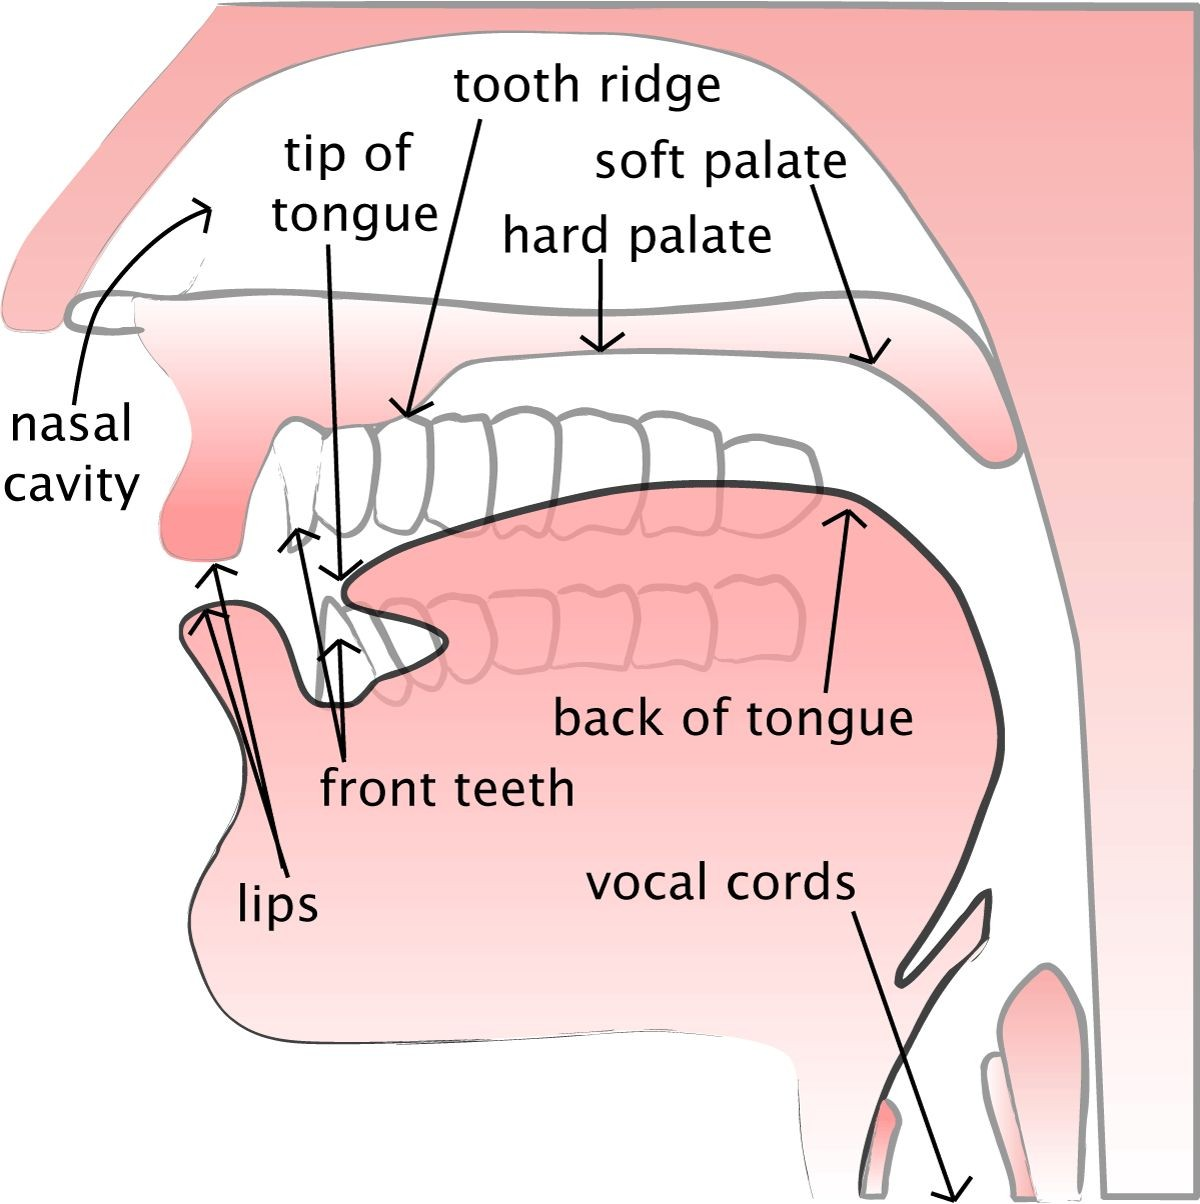 tooth ridge
tip of
tongue
soft palate
hard palate
nasal
cavity
back of tongue
front teeth
vocal cords
lips